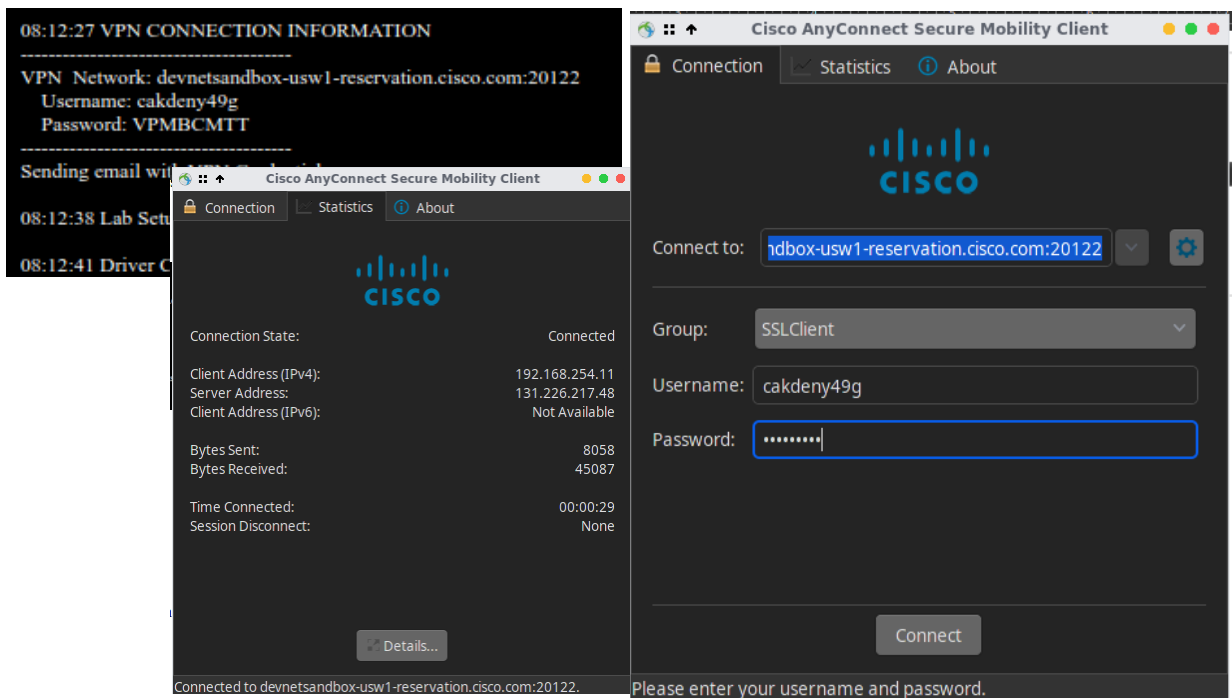 08:12:27 VPN CONNECTION INFORMATION
----------------------------------------
VPN Network: devnetsandbox-usw1-reservation.cisco.com:20122
Username: cakdeny49g
Password: VPMBCMTT
----------------------------------------
Sending email
08:12:38 Lab
08:12:41 Driver
Cisco AnyConnect Secure Mobility Client
Connection Statistics About
CISCO
Connection State: Connected
Client Address (IPv4): 192.168.254.11
Server Address: 131.226.217.48
Client Address (IPv6): Not Available
Bytes Sent: 8058
Bytes Received: 45087
Time Connected: 00:00:29
Session Disconnect: None
Details...
Connected to devnetsandbox-usw1-reservation.cisco.com:20122.
Cisco AnyConnect Secure Mobility Client
Connection Statistics About
CISCO
Connect to: ndbox-usw1-reservation.cisco.com:20122
Group: SSLClient
Username: cakdeny49g
Password: •••••••••
Connect
Please enter your username and password.